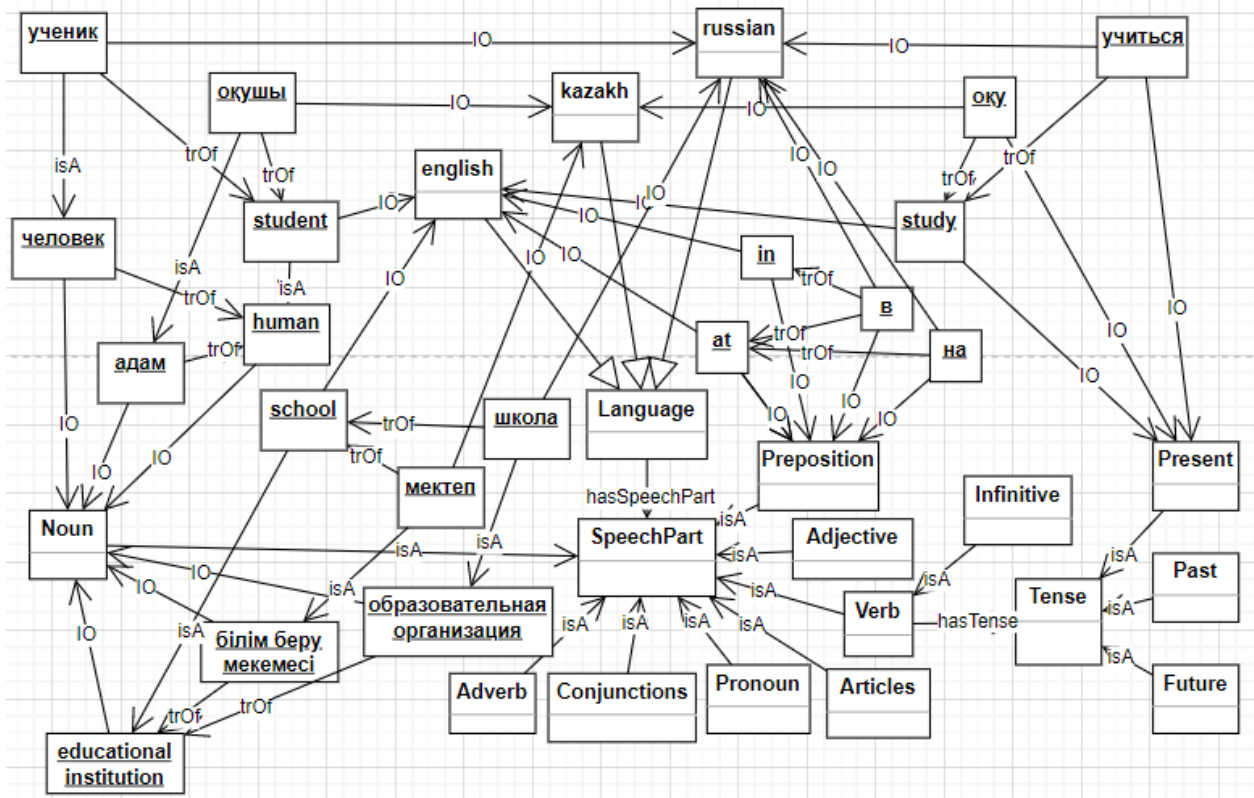 ученик
IO
russian
IO
учиться
оқушы
IO
kazakh
IO
оқу
isA
trOf
trOf
english
IO
IO
trOf
trOf
IO
student
IO
IO
study
человек
isA
isA
IO
in
trOf
trOf
human
IO
trOf
в
адам
trOf
IO
at
trOf
на
trOf
IO
IO
IO
IO
IO
IO
school
школа
Language
IO
IO
IO
trOf
IO
IO
trOf
мектеп
Preposition
Present
hasSpeechPart
Infinitive
Noun
isA
isA
SpeechPart
isA
Adjective
isA
isA
isA
IO
IO
isA
isA
isA
Past
образовательная
организация
Verb
hasTense
Tense
isA
isA
білім беру
мекемесі
isA
isA
isA
isA
isA
IO
Adverb
Conjunctions
Pronoun
Articles
Future
trOf
trOf
educational
institution